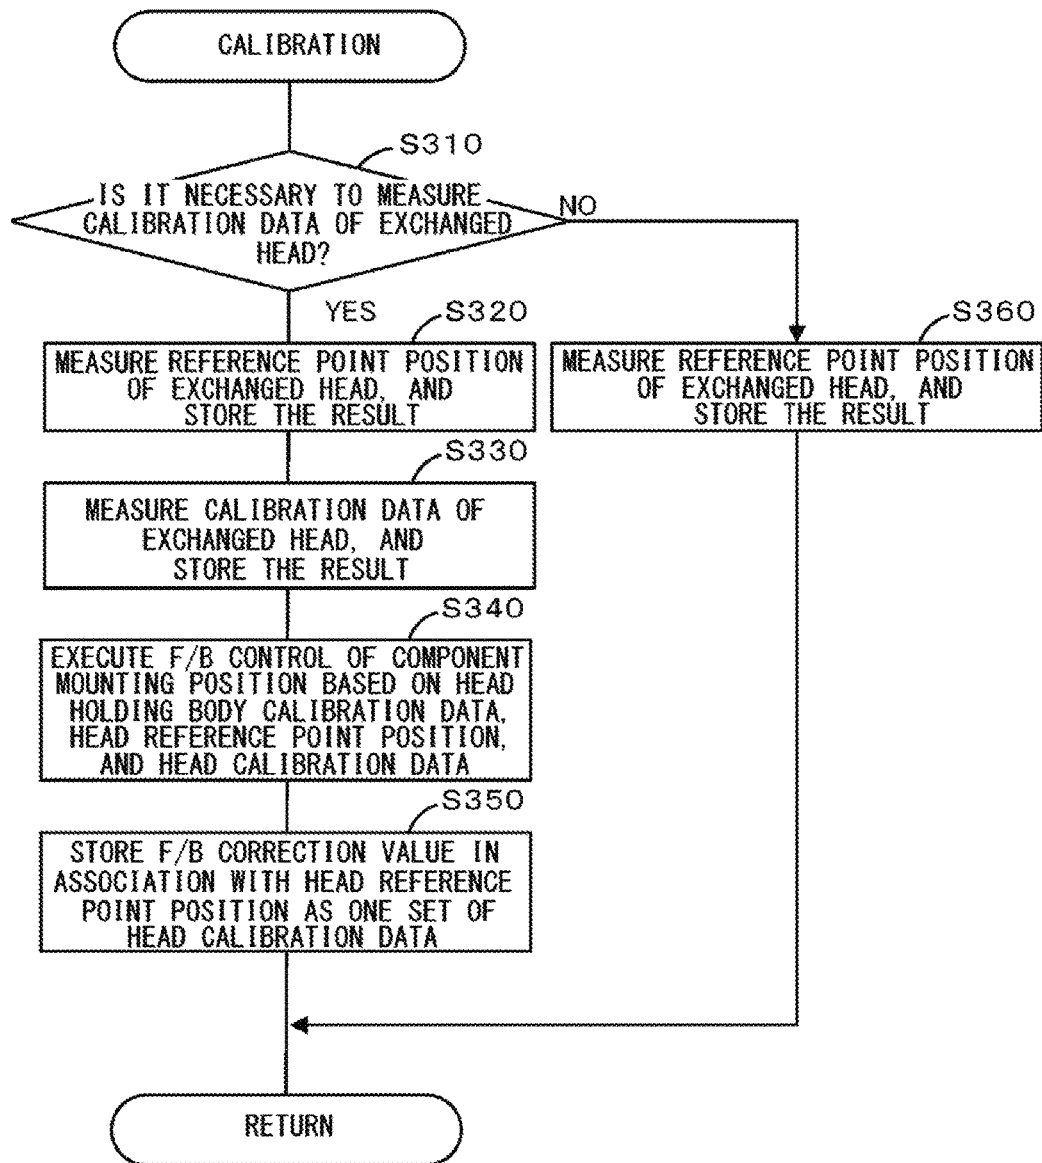 CALIBRATION
S310
IS IT NECESSARY TO MEASURE
CALIBRATION DATA OF EXCHANGED
HEAD?
NO
YES
S320
MEASURE REFERENCE POINT POSITION
OF EXCHANGED HEAD, AND
STORE THE RESULT
S360
MEASURE REFERENCE POINT POSITION
OF EXCHANGED HEAD, AND
STORE THE RESULT
S330
MEASURE CALIBRATION DATA OF
EXCHANGED HEAD, AND
STORE THE RESULT
S340
EXECUTE F/B CONTROL OF COMPONENT
MOUNTING POSITION BASED ON HEAD
HOLDING BODY CALIBRATION DATA,
HEAD REFERENCE POINT POSITION,
AND HEAD CALIBRATION DATA
S350
STORE F/B CORRECTION VALUE IN
ASSOCIATION WITH HEAD REFERENCE
POINT POSITION AS ONE SET OF
HEAD CALIBRATION DATA
RETURN